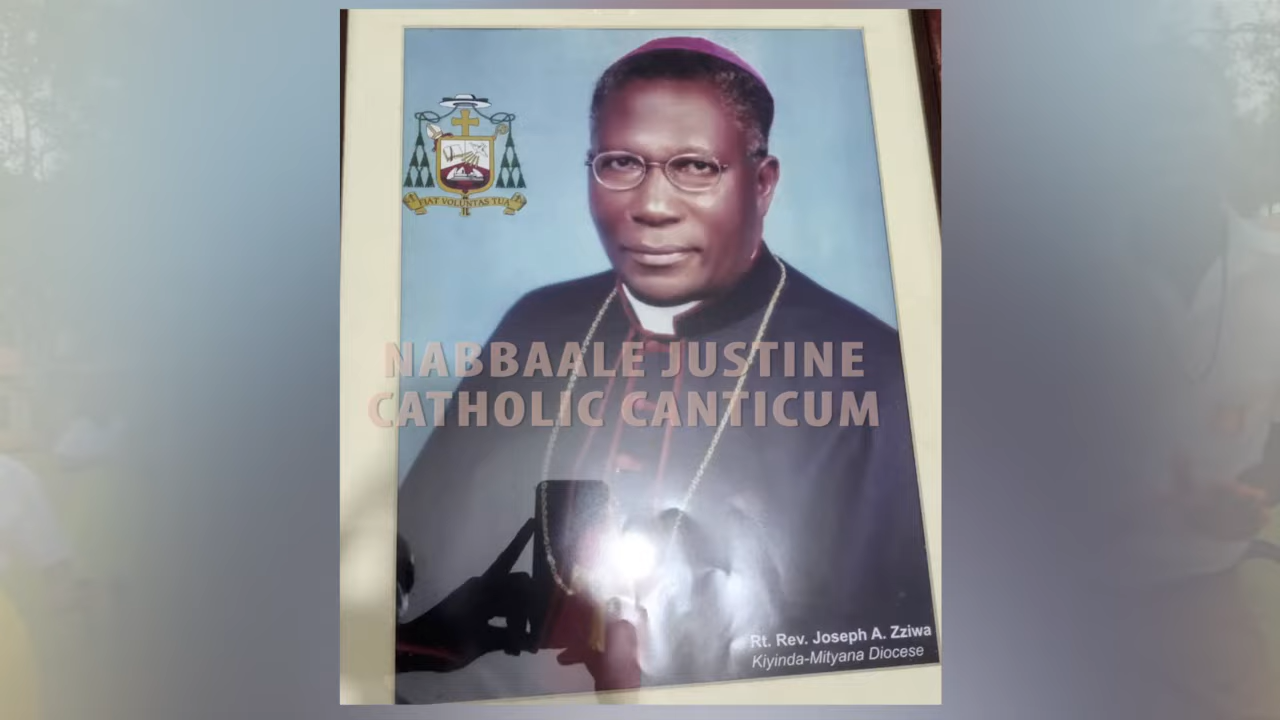 FIAT VOLUNTAS TUA
NABBAALE JUSTINE
CATHOLIC CANTICUM
Rt. Rev. Joseph A. Zziwa
Kiyinda-Mityana Diocese